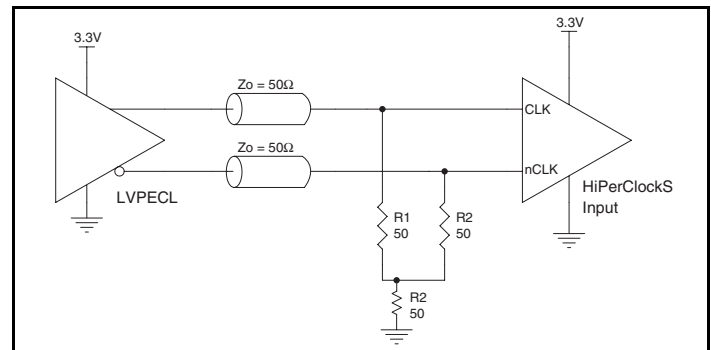 3.3V
3.3V
Zo = 50Ω
CLK
Zo = 50Ω
nCLK
LVPECL
HiPerClockS
Input
R1
50
R2
50
R2
50